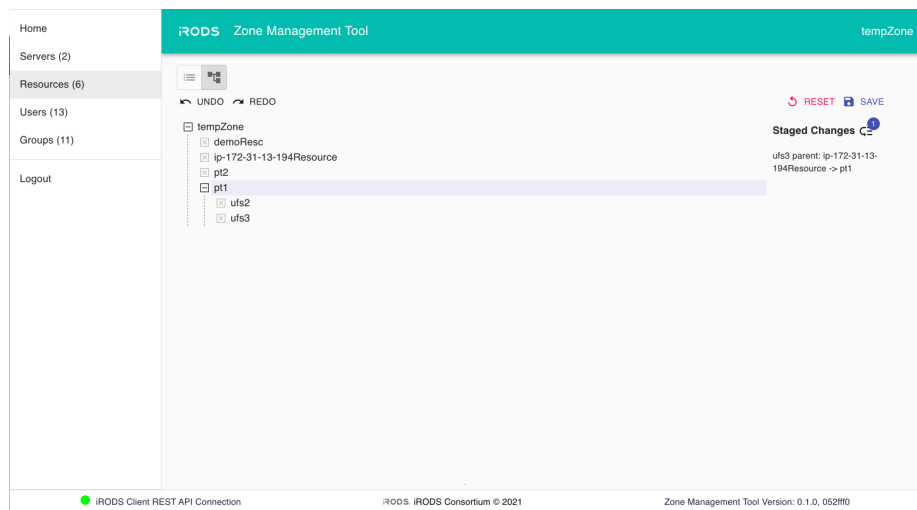 Home
Servers (2)
Resources (6)
Users (13)
Groups (11)
Logout
iRODS Zone Management Tool
tempZone
UNDO REDO
RESET SAVE
tempZone
demoResc
ip-172-31-13-194Resource
pt2
pt1
ufs2
ufs3
Staged Changes 1
ufs3 parent: ip-172-31-13-
194Resource -> pt1
iRODS Client REST API Connection
iRODS. iRODS Consortium © 2021
Zone Management Tool Version: 0.1.0, 052fff0